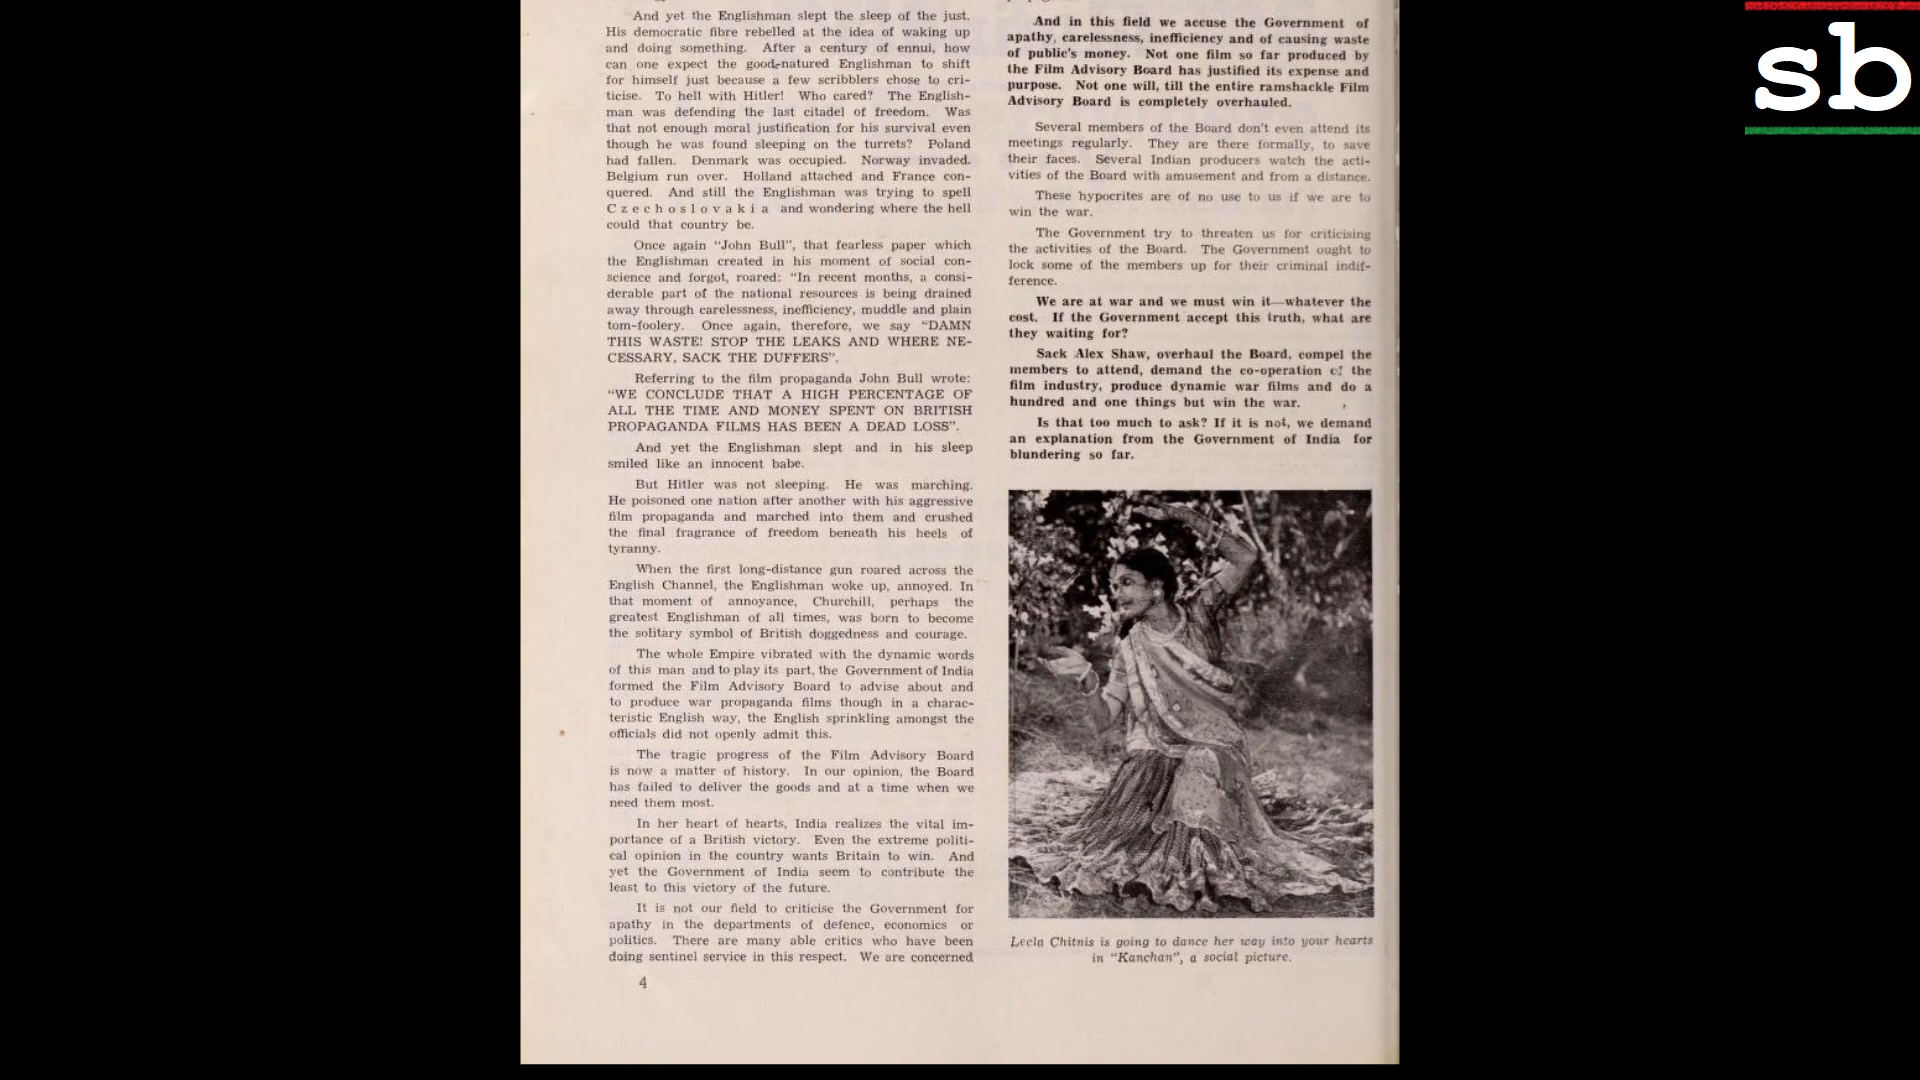 And yet the Englishman slept the sleep of the just.
His democratic fibre rebelled at the idea of waking up
and doing something. After a century of ennui, how
can one expect the good-natured Englishman to shift
for himself just because a few scribblers chose to cri-
ticise. To hell with Hitler! Who cared? The English-
man was defending the last citadel of freedom. Was
that not enough moral justification for his survival even
though he was found sleeping on the turrets? Poland
had fallen. Denmark was occupied. Norway invaded.
Belgium run over. Holland attached and France con-
quered. And still the Englishman was trying to spell
C z e c h o s l o v a k i a and wondering where the hell
could that country be.
Once again "John Bull", that fearless paper which
the Englishman created in his moment of social con-
science and forgot, roared: "In recent months, a consi-
derable part of the national resources is being drained
away through carelessness, inefficiency, muddle and plain
tom-foolery. Once again, therefore, we say "DAMN
THIS WASTE! STOP THE LEAKS AND WHERE NE-
CESSARY, SACK THE DUFFERS".
Referring to the film propaganda John Bull wrote:
"WE CONCLUDE THAT A HIGH PERCENTAGE OF
ALL THE TIME AND MONEY SPENT ON BRITISH
PROPAGANDA FILMS HAS BEEN A DEAD LOSS".
And yet the Englishman slept and in his sleep
smiled like an innocent babe.
But Hitler was not sleeping. He was marching.
He poisoned one nation after another with his aggressive
film propaganda and marched into them and crushed
the final fragrance of freedom beneath his heels of
tyranny.
When the first long-distance gun roared across the
English Channel, the Englishman woke up, annoyed. In
that moment of annoyance, Churchill, perhaps the
greatest Englishman of all times, was born to become
the solitary symbol of British doggedness and courage.
The whole Empire vibrated with the dynamic words
of this man and to play its part, the Government of India
formed the Film Advisory Board to advise about and
to produce war propaganda films though in a charac-
teristic English way, the English sprinkling amongst the
officials did not openly admit this.
The tragic progress of the Film Advisory Board
is now a matter of history. In our opinion, the Board
has failed to deliver the goods and at a time when we
need them most.
In her heart of hearts, India realizes the vital im-
portance of a British victory. Even the extreme politi-
cal opinion in the country wants Britain to win. And
yet the Government of India seem to contribute the
least to this victory of the future.
It is not our field to criticise the Government for
apathy in the departments of defence, economics or
politics. There are many able critics who have been
doing sentinel service in this respect. We are concerned
4
And in this field we accuse the Government of
apathy, carelessness, inefficiency and of causing waste
of public's money. Not one film so far produced by
the Film Advisory Board has justified its expense and
purpose. Not one will, till the entire ramshackle Film
Advisory Board is completely overhauled.
Several members of the Board don't even attend its
meetings regularly. They are there formally, to save
their faces. Several Indian producers watch the acti-
vities of the Board with amusement and from a distance.
These hypocrites are of no use to us if we are to
win the war.
The Government try to threaten us for criticising
the activities of the Board. The Government ought to
lock some of the members up for their criminal indif-
ference.
We are at war and we must win it—whatever the
cost. If the Government accept this truth, what are
they waiting for?
Sack Alex Shaw, overhaul the Board, compel the
members to attend, demand the co-operation of the
film industry, produce dynamic war films and do a
hundred and one things but win the war.
Is that too much to ask? If it is not, we demand
an explanation from the Government of India for
blundering so far.
Leela Chitnis is going to dance her way into your hearts
in "Kanchan", a social picture.
sb